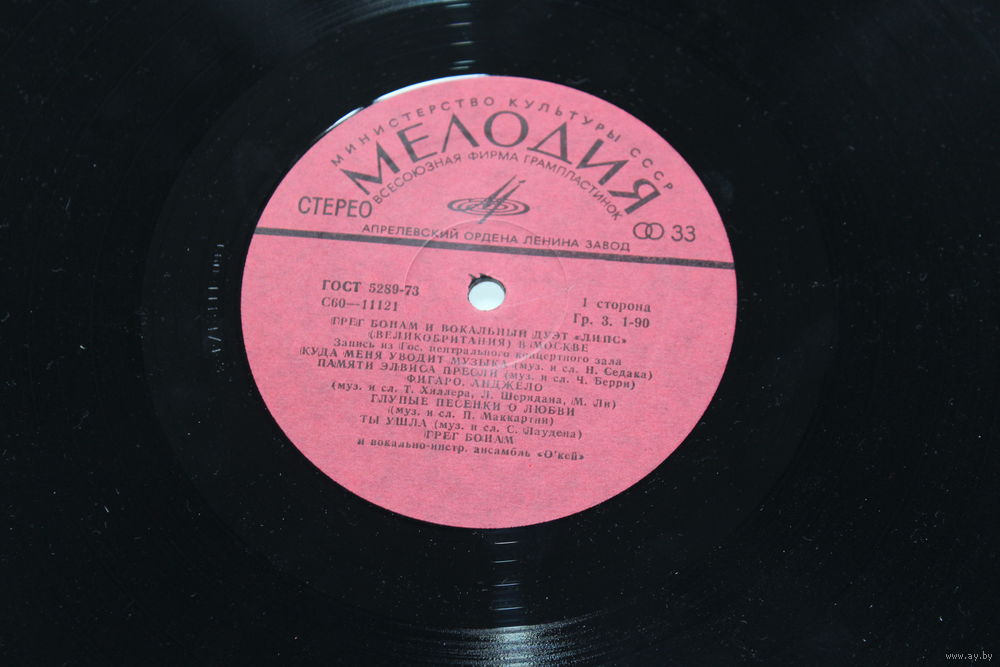 МИНИСТЕРСТВО КУЛЬТУРЫ СССР
МЕЛОДИЯ
ВСЕСОЮЗНАЯ ФИРМА ГРАМПЛАСТИНОК
СТЕРЕО
33
АПРЕЛЕВСКИЙ ОРДЕНА ЛЕНИНА ЗАВОД
ГОСТ 5289-73
С60—11121
1 сторона
Гр. 3. 1-90
ГРЕГ БОНАМ И ВОКАЛЬНЫЙ ДУЭТ «ЛИПС»
(ВЕЛИКОБРИТАНИЯ) В МОСКВЕ
Запись из Гос. центрального концертного зала
КУДА МЕНЯ УВОДИТ МУЗЫКА (муз. и сл. Н. Седака)
ПАМЯТИ ЭЛВИСА ПРЕСЛИ (муз. и сл. Ч. Берри)
ФИГАРО. АНДЖЕЛО
(муз. и сл. Т. Хиллера, Л. Шеридана, М. Ли)
ГЛУПЫЕ ПЕСЕНКИ О ЛЮБВИ
(муз. и сл. П. Маккартни)
ТЫ УШЛА (муз. и сл. С. Лаудена)
ГРЕГ БОНАМ
и вокально-инстр. ансамбль «О'кей»
www.ay.by